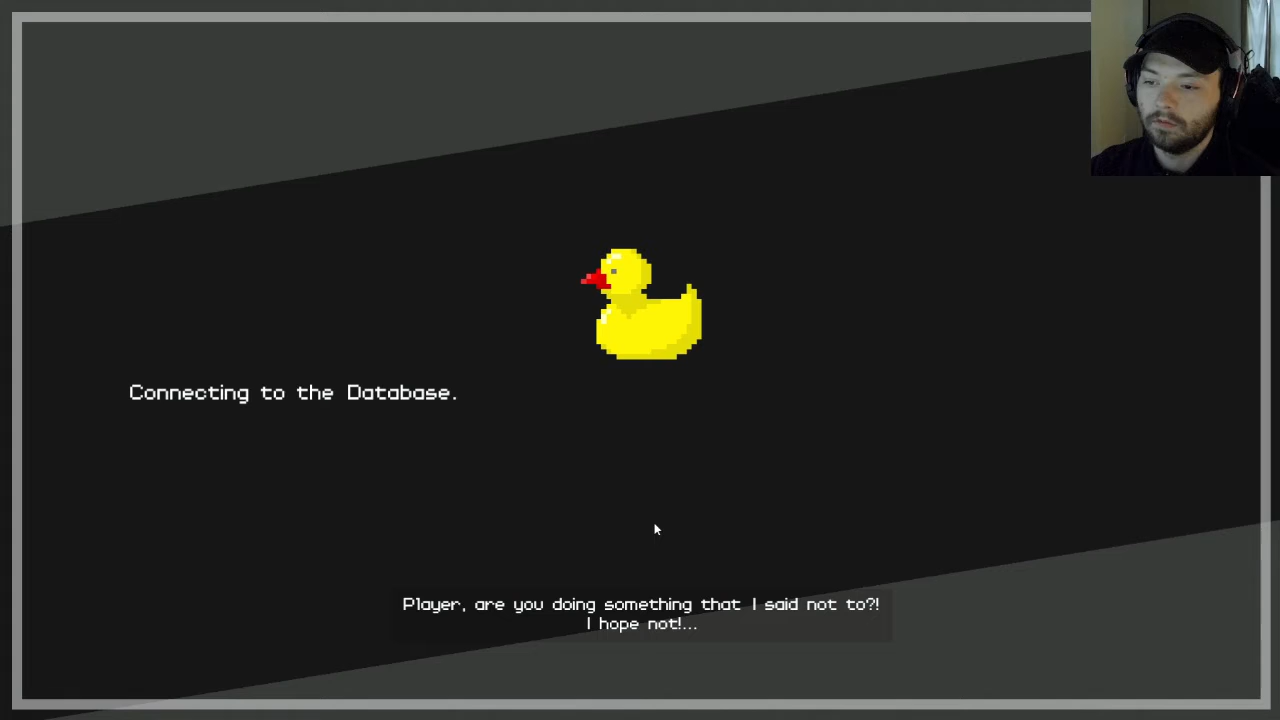 Connecting to the Database.
Player, are you doing something that I said not to?!
I hope not!...